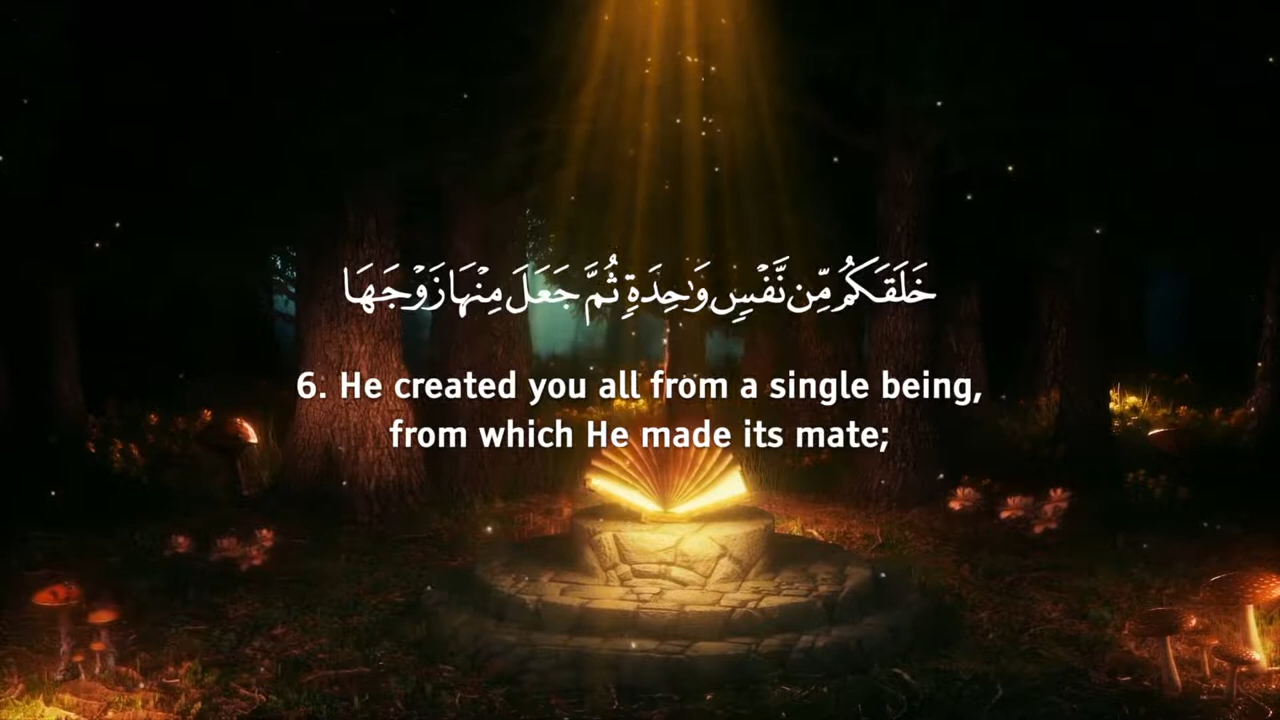 خَلَقَكُم مِّن نَّفْسٍ وَٰحِدَةٍ ثُمَّ جَعَلَ مِنْهَا زَوْجَهَا
6. He created you all from a single being,
from which He made its mate;